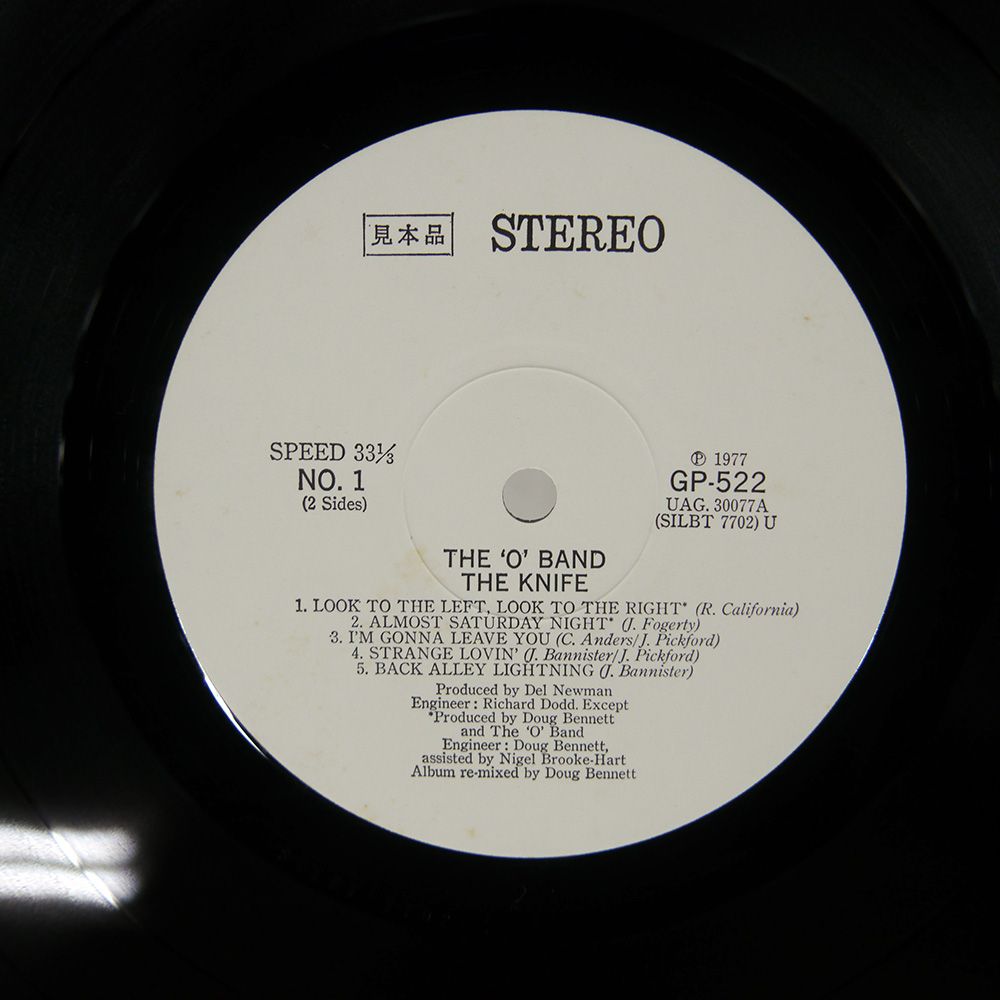 見本品 STEREO
SPEED 33⅓
NO. 1
(2 Sides)
℗ 1977
GP-522
UAG. 30077A
(SILBT 7702) U
THE ‘O’ BAND
THE KNIFE
1. LOOK TO THE LEFT, LOOK TO THE RIGHT* (R. California)
2. ALMOST SATURDAY NIGHT* (J. Fogerty)
3. I'M GONNA LEAVE YOU (C. Anders/J. Pickford)
4. STRANGE LOVIN' (J. Bannister/J. Pickford)
5. BACK ALLEY LIGHTNING (J. Bannister)
Produced by Del Newman
Engineer: Richard Dodd. Except
*Produced by Doug Bennett
and The ‘O’ Band
Engineer: Doug Bennett,
assisted by Nigel Brooke-Hart
Album re-mixed by Doug Bennett